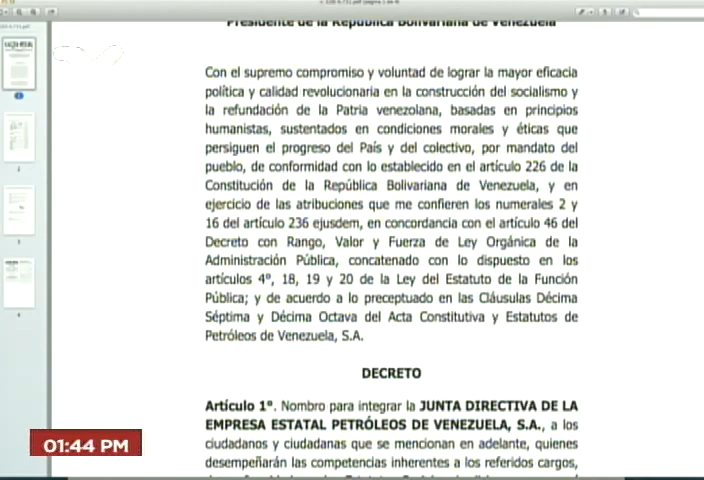 Presidente de la República Bolivariana de Venezuela
Con el supremo compromiso y voluntad de lograr la mayor eficacia
política y calidad revolucionaria en la construcción del socialismo y
la refundación de la Patria venezolana, basadas en principios
humanistas, sustentados en condiciones morales y éticas que
persiguen el progreso del País y del colectivo, por mandato del
pueblo, de conformidad con lo establecido en el artículo 226 de la
Constitución de la República Bolivariana de Venezuela, y en
ejercicio de las atribuciones que me confieren los numerales 2 y
16 del artículo 236 ejusdem, en concordancia con el artículo 46 del
Decreto con Rango, Valor y Fuerza de Ley Orgánica de la
Administración Pública, concatenado con lo dispuesto en los
artículos 4º, 18, 19 y 20 de la Ley del Estatuto de la Función
Pública; y de acuerdo a lo preceptuado en las Cláusulas Décima
Séptima y Décima Octava del Acta Constitutiva y Estatutos de
Petróleos de Venezuela, S.A.
DECRETO
Artículo 1º. Nombro para integrar la JUNTA DIRECTIVA DE LA
EMPRESA ESTATAL PETRÓLEOS DE VENEZUELA, S.A., a los
ciudadanos y ciudadanas que se mencionan en adelante, quienes
desempeñarán las competencias inherentes a los referidos cargos,
01:44 PM